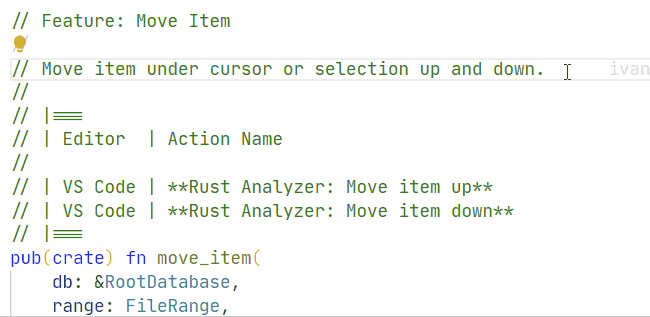 // Feature: Move Item
// Move item under cursor or selection up and down. ivan
//
// |===
// | Editor  | Action Name
//
// | VS Code | **Rust Analyzer: Move item up**
// | VS Code | **Rust Analyzer: Move item down**
// |===
pub(crate) fn move_item(
    db: &RootDatabase,
    range: FileRange,